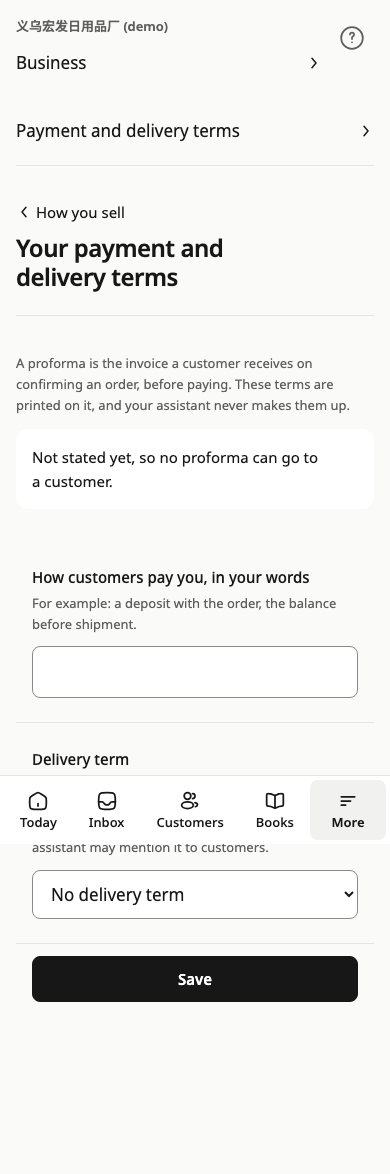 义乌宏发日用品厂 (demo)
Business
Payment and delivery terms
How you sell
Your payment and
delivery terms
A proforma is the invoice a customer receives on
confirming an order, before paying. These terms are
printed on it, and your assistant never makes them up.
Not stated yet, so no proforma can go to
a customer.
How customers pay you, in your words
For example: a deposit with the order, the balance
before shipment.
Delivery term
Today
Inbox
Customers
Books
More
assistant may mention it to customers.
No delivery term
Save